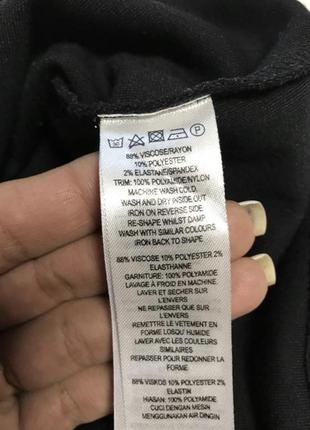 88% VISCOSE/RAYON
10% POLYESTER
2% ELASTANE/SPANDEX
TRIM: 100% POLYAMIDE/NYLON
MACHINE WASH COLD.
WASH AND DRY INSIDE OUT
IRON ON REVERSE SIDE
RE-SHAPE WHILST DAMP
WASH WITH SIMILAR COLOURS
IRON BACK TO SHAPE
88% VISCOSE 10% POLYESTER 2%
ELASTHANNE
GARNITURE: 100% POLYAMIDE
LAVAGE À FROID EN MACHINE.
LAVER ET SECHER SUR
L'ENVERS
NE REPASSER QUE SUR
L'ENVERS
REMETTRE LE VETEMENT EN
FORME LOSQU' HUMIDE
LAVER AVEC LES COULEURS
SIMILAIRES
REPASSER POUR REDONNER LA
FORME
88% VISKOS 10% POLYESTER 2%
ELASTIN
HIASAN: 100% POLYAMIDE
CUCI DENGAN MESIN
MENGGUNAKAN AIR DINGIN